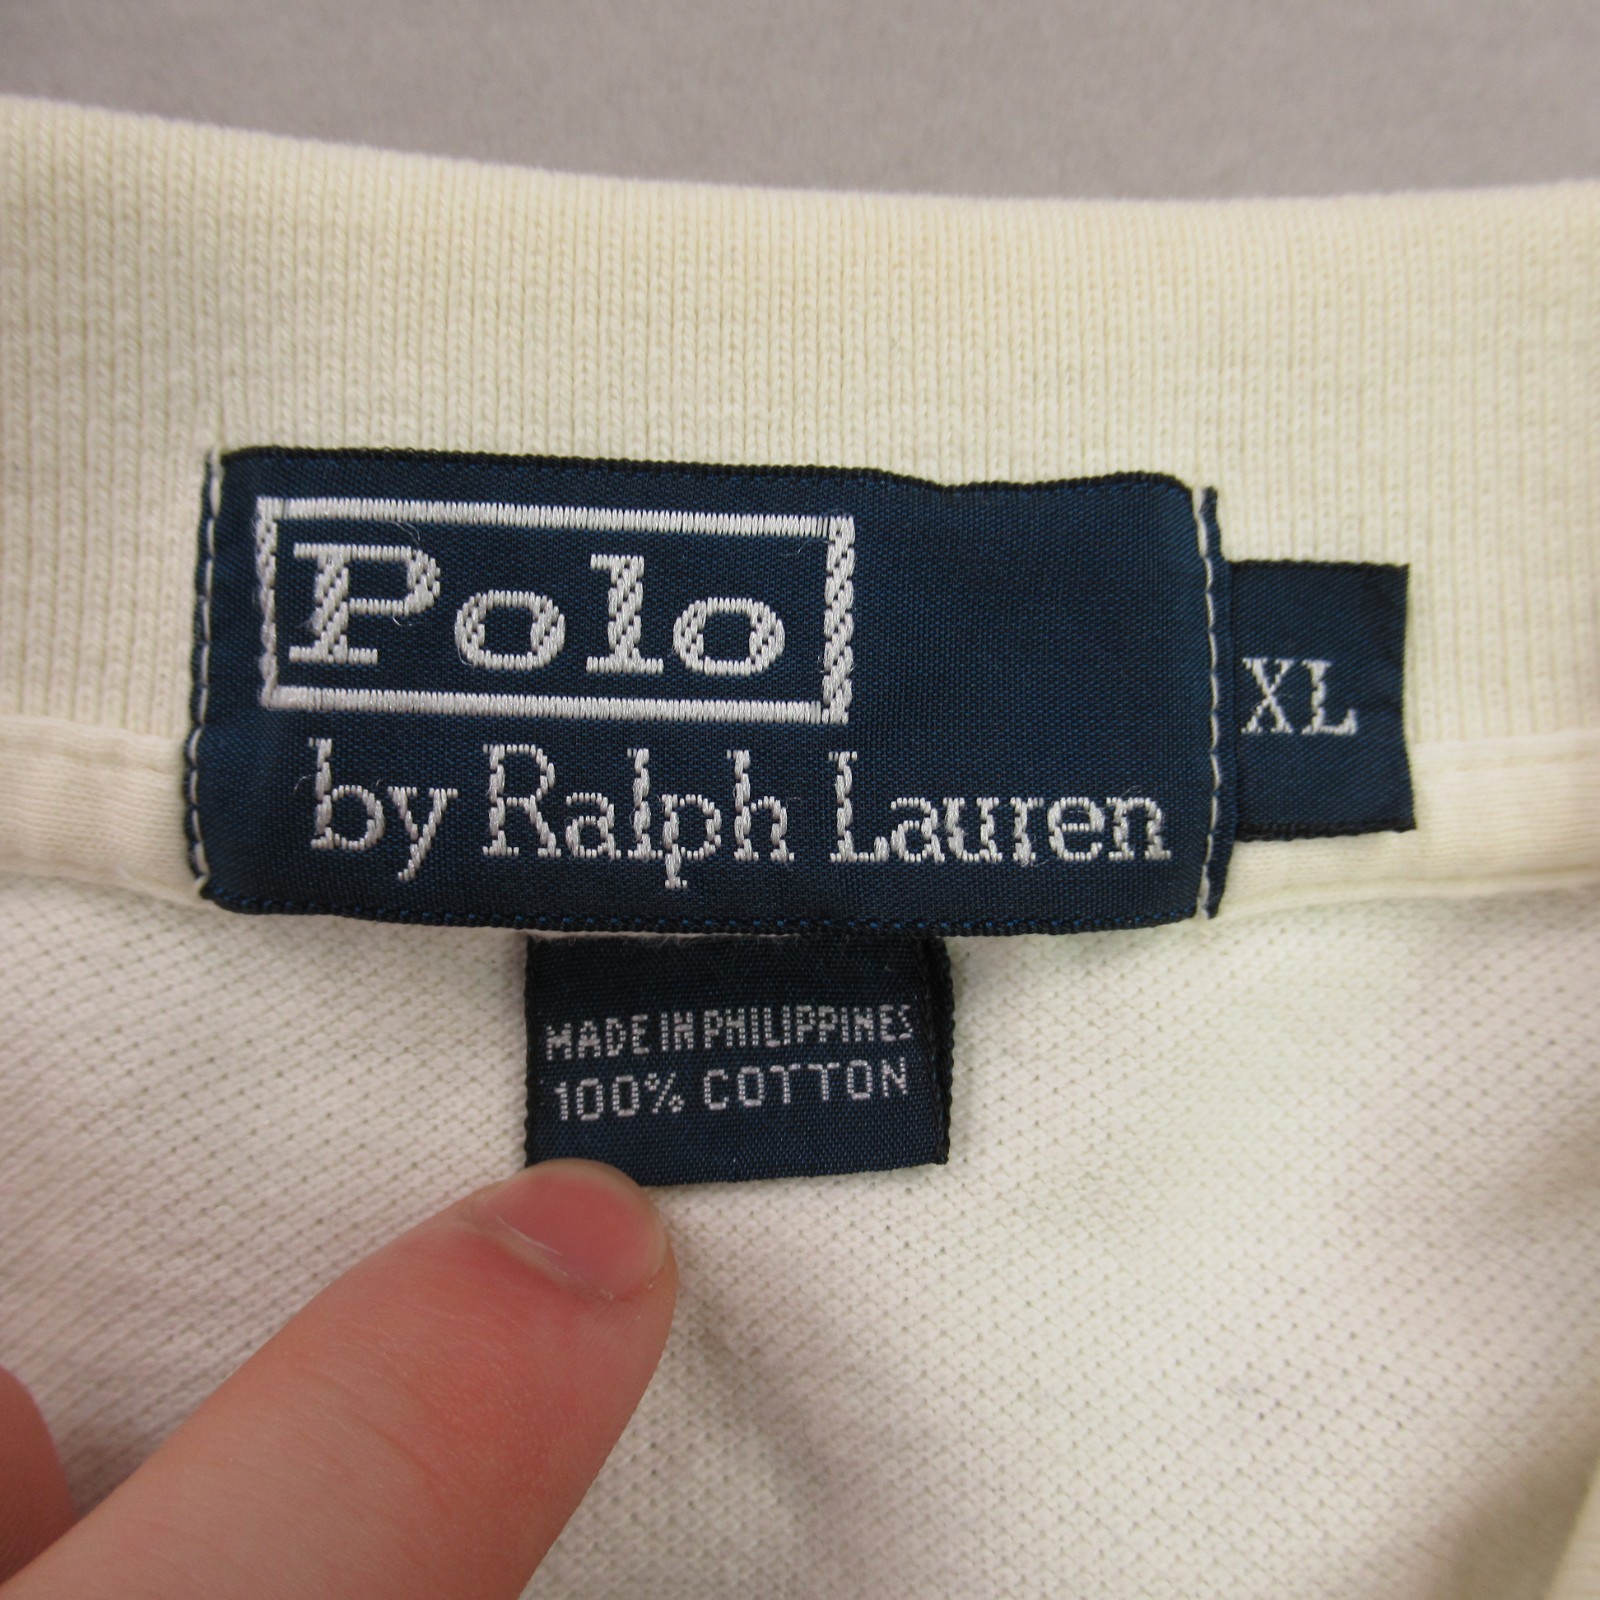 Polo
by Ralph Lauren
XL
MADE IN PHILIPPINES
100% COTTON